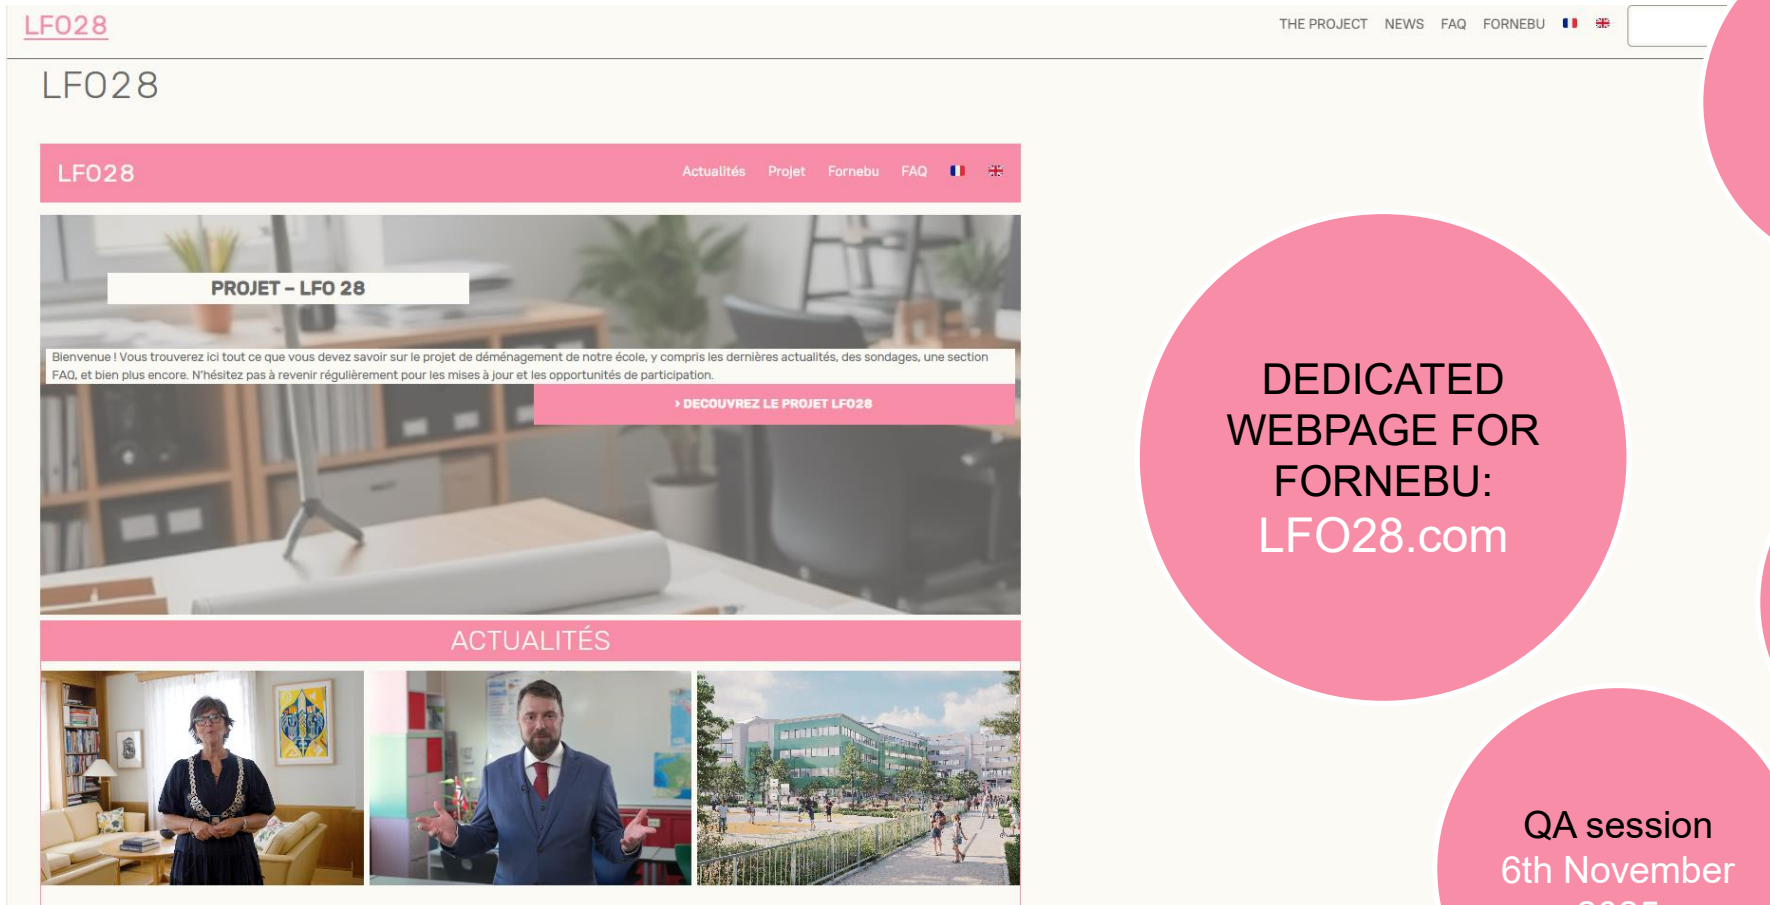 LFO28
THE PROJECT NEWS FAQ FORNEBU
LFO28
LFO28
Actualités Projet Fornebu FAQ
PROJET – LFO 28
Bienvenue ! Vous trouverez ici tout ce que vous devez savoir sur le projet de déménagement de notre école, y compris les dernières actualités, des sondages, une section
FAQ, et bien plus encore. N'hésitez pas à revenir régulièrement pour les mises à jour et les opportunités de participation.
› DECOUVREZ LE PROJET LFO28
ACTUALITÉS
DEDICATED
WEBPAGE FOR
FORNEBU:
LFO28.com
QA session
6th November